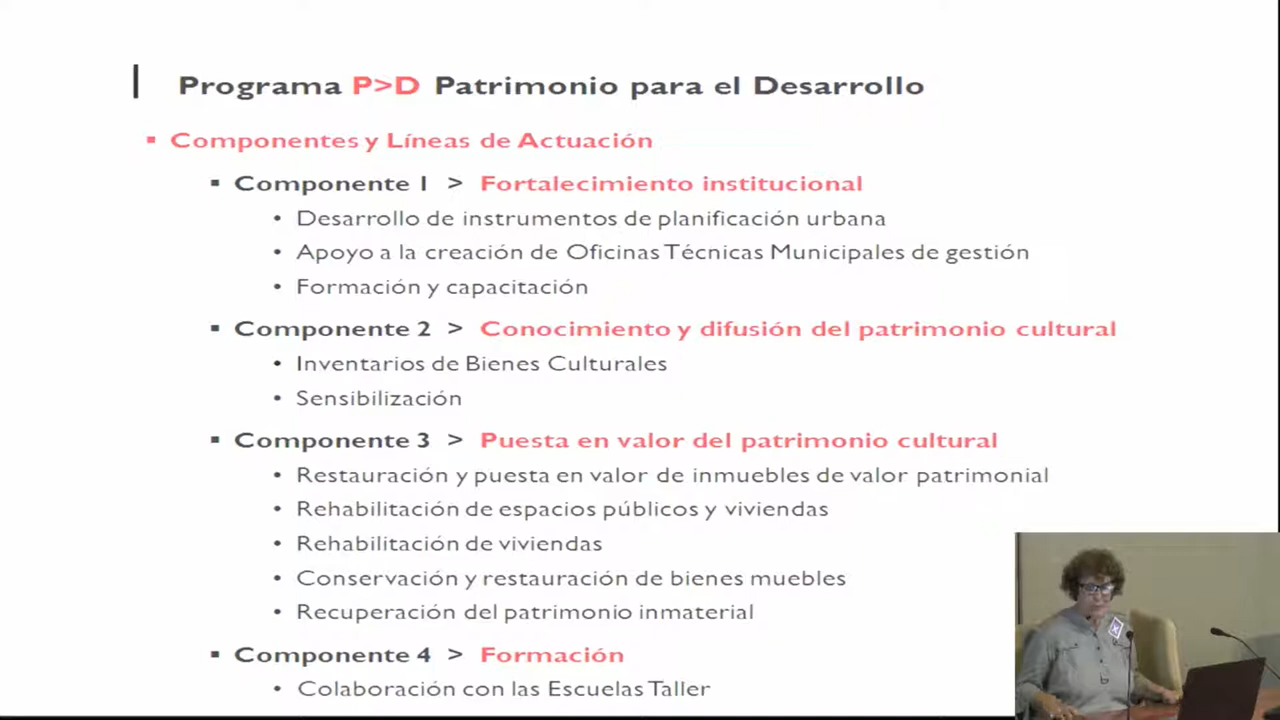 Programa P>D Patrimonio para el Desarrollo
▪ Componentes y Líneas de Actuación
▪ Componente 1 > Fortalecimiento institucional
• Desarrollo de instrumentos de planificación urbana
• Apoyo a la creación de Oficinas Técnicas Municipales de gestión
• Formación y capacitación
▪ Componente 2 > Conocimiento y difusión del patrimonio cultural
• Inventarios de Bienes Culturales
• Sensibilización
▪ Componente 3 > Puesta en valor del patrimonio cultural
• Restauración y puesta en valor de inmuebles de valor patrimonial
• Rehabilitación de espacios públicos y viviendas
• Rehabilitación de viviendas
• Conservación y restauración de bienes muebles
• Recuperación del patrimonio inmaterial
▪ Componente 4 > Formación
• Colaboración con las Escuelas Taller